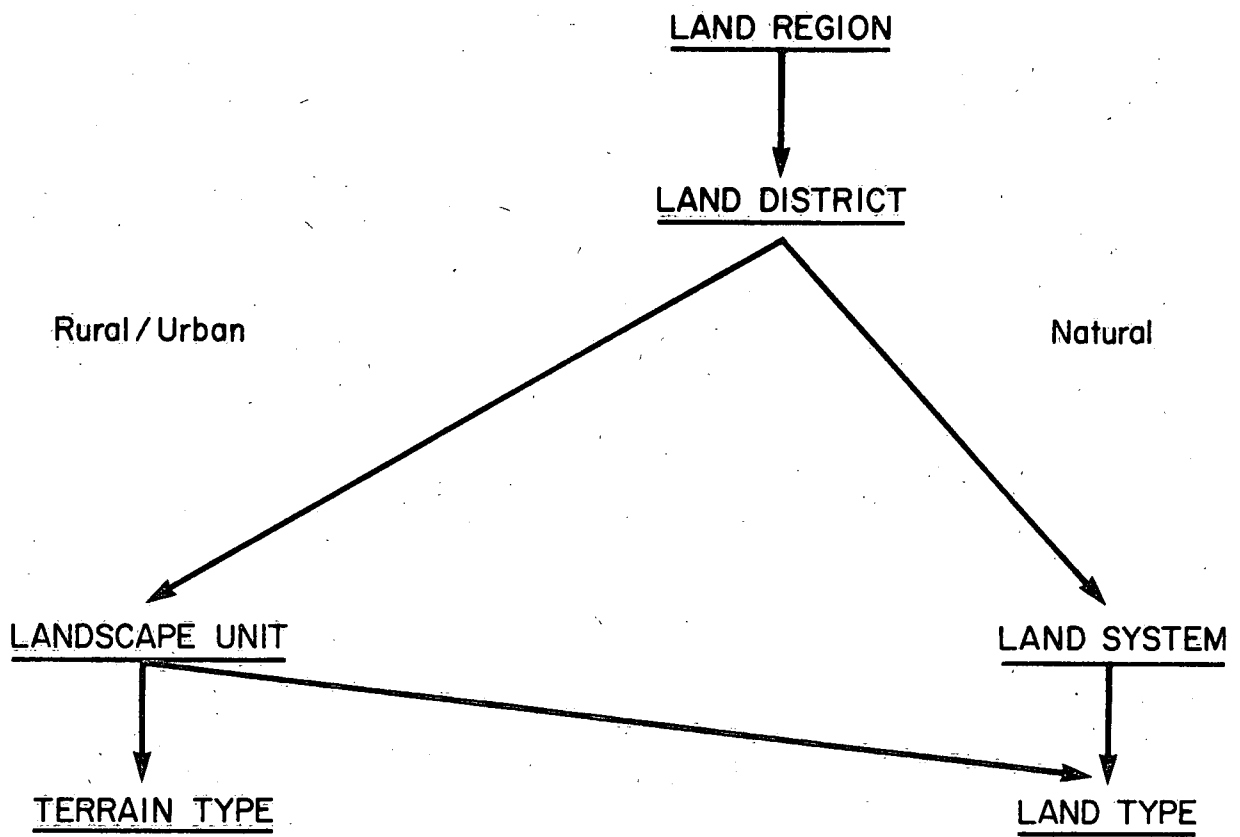 LAND REGION
LAND DISTRICT
Rural / Urban
Natural
LANDSCAPE UNIT
LAND SYSTEM
TERRAIN TYPE
LAND TYPE